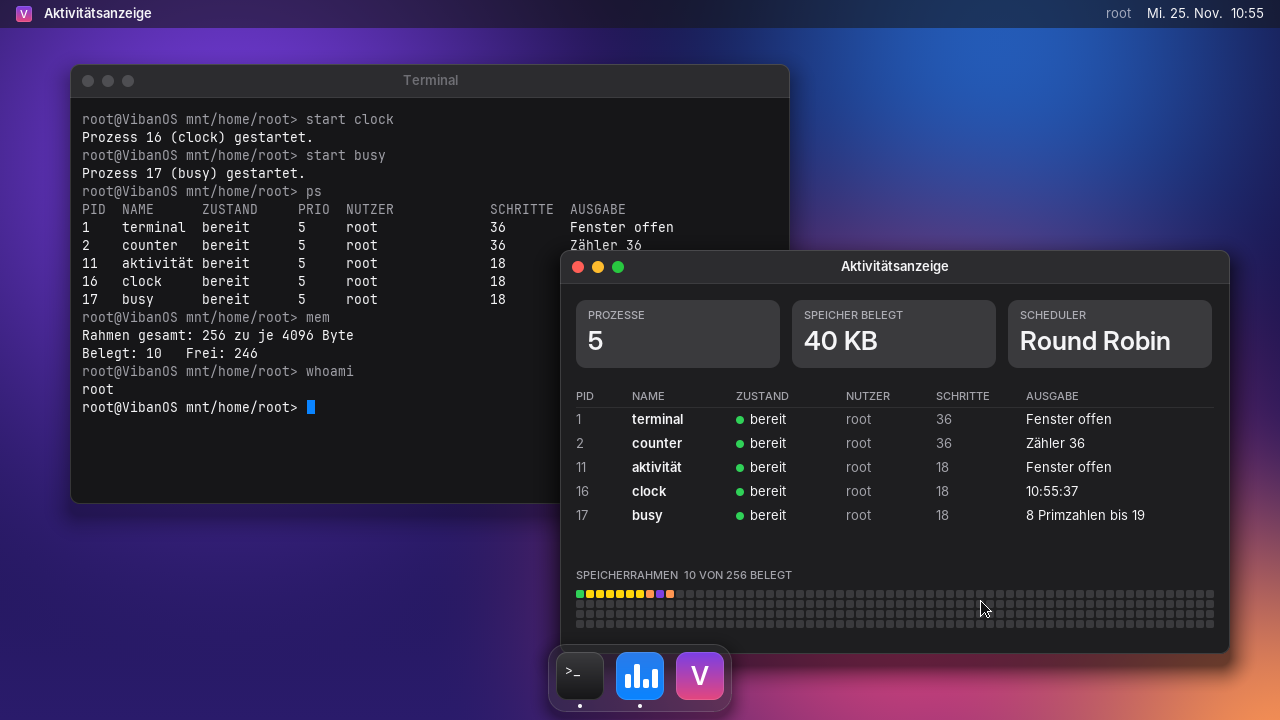 V Aktivitätsanzeige root Mi. 25. Nov. 10:55
Terminal
root@VibanOS mnt/home/root> start clock
Prozess 16 (clock) gestartet.
root@VibanOS mnt/home/root> start busy
Prozess 17 (busy) gestartet.
root@VibanOS mnt/home/root> ps
PID NAME ZUSTAND PRIO NUTZER SCHRITTE AUSGABE
1 terminal bereit 5 root 36 Fenster offen
2 counter bereit 5 root 36 Zähler 36
11 aktivität bereit 5 root 18
16 clock bereit 5 root 18
17 busy bereit 5 root 18
root@VibanOS mnt/home/root> mem
Rahmen gesamt: 256 zu je 4096 Byte
Belegt: 10 Frei: 246
root@VibanOS mnt/home/root> whoami
root
root@VibanOS mnt/home/root>
Aktivitätsanzeige
PROZESSE
5
SPEICHER BELEGT
40 KB
SCHEDULER
Round Robin
PID NAME ZUSTAND NUTZER SCHRITTE AUSGABE
1 terminal bereit root 36 Fenster offen
2 counter bereit root 36 Zähler 36
11 aktivität bereit root 18 Fenster offen
16 clock bereit root 18 10:55:37
17 busy bereit root 18 8 Primzahlen bis 19
SPEICHERRAHMEN 10 VON 256 BELEGT
>_
V